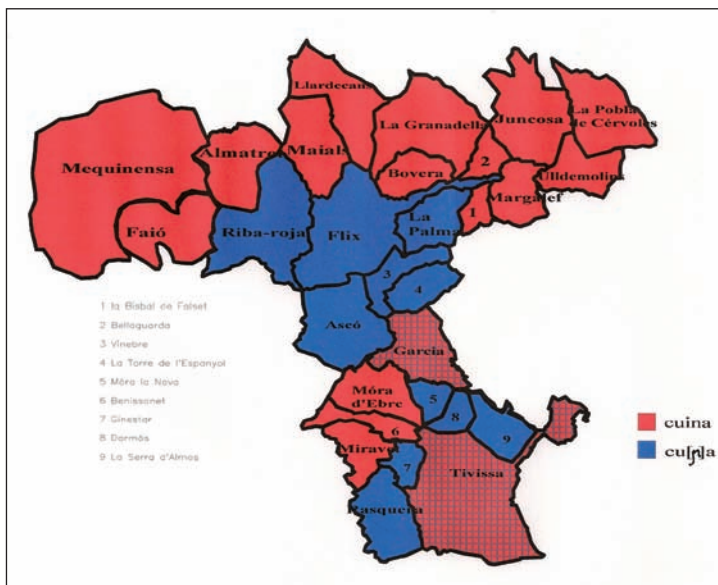 Llardecans
La Granadella
Juncosa
La Pobla
de Cérvoles
Mequinensa
Almatret
Maials
Bovera
2
Ulldemolins
Margalef
1
Faió
Riba-roja
Flix
La
Palma
3
4
1 la Bisbal de Falset
2 Bellaguarda
3 Vinebre
4 La Torre de l'Espanyol
5 Móra la Nova
6 Benissanet
7 Ginestar
8 Darmós
9 La Serra d'Almos
Ascó
Garcia
Móra
d'Ebre
5
8
6
9
Miravet
7
Tivissa
Rasquera
cuina